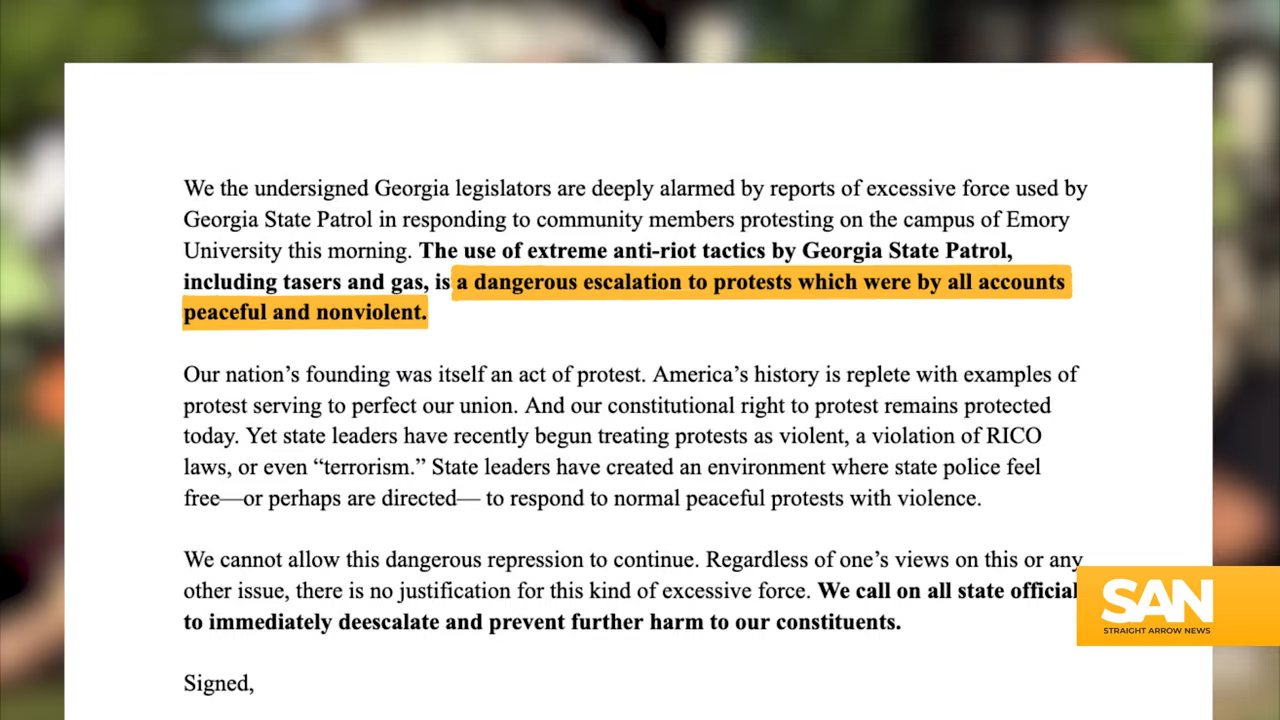 We the undersigned Georgia legislators are deeply alarmed by reports of excessive force used by
Georgia State Patrol in responding to community members protesting on the campus of Emory
University this morning. The use of extreme anti-riot tactics by Georgia State Patrol,
including tasers and gas, is a dangerous escalation to protests which were by all accounts
peaceful and nonviolent.
Our nation’s founding was itself an act of protest. America’s history is replete with examples of
protest serving to perfect our union. And our constitutional right to protest remains protected
today. Yet state leaders have recently begun treating protests as violent, a violation of RICO
laws, or even “terrorism.” State leaders have created an environment where state police feel
free—or perhaps are directed— to respond to normal peaceful protests with violence.
We cannot allow this dangerous repression to continue. Regardless of one’s views on this or any
other issue, there is no justification for this kind of excessive force. We call on all state official
to immediately deescalate and prevent further harm to our constituents.
Signed,
SAN
STRAIGHT ARROW NEWS